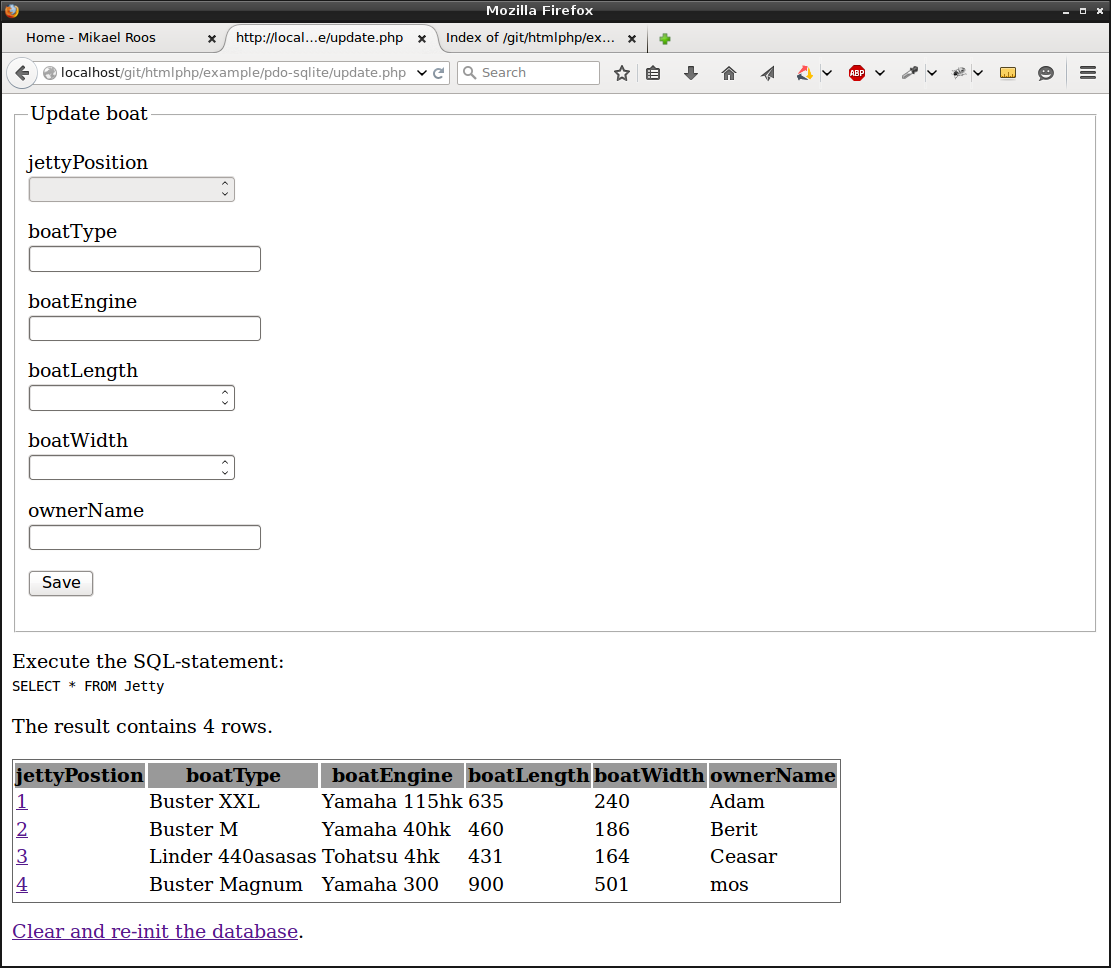 Mozilla Firefox
Home - Mikael Roos http://local...e/update.php Index of /git/htmlphp/ex...
localhost/git/htmlphp/example/pdo-sqlite/update.php Search ABP
Update boat
jettyPosition
boatType
boatEngine
boatLength
boatWidth
ownerName
Save
Execute the SQL-statement:
SELECT * FROM Jetty
The result contains 4 rows.
jettyPostion boatType boatEngine boatLength boatWidth ownerName
1 Buster XXL Yamaha 115hk 635 240 Adam
2 Buster M Yamaha 40hk 460 186 Berit
3 Linder 440asasas Tohatsu 4hk 431 164 Ceasar
4 Buster Magnum Yamaha 300 900 501 mos
Clear and re-init the database.